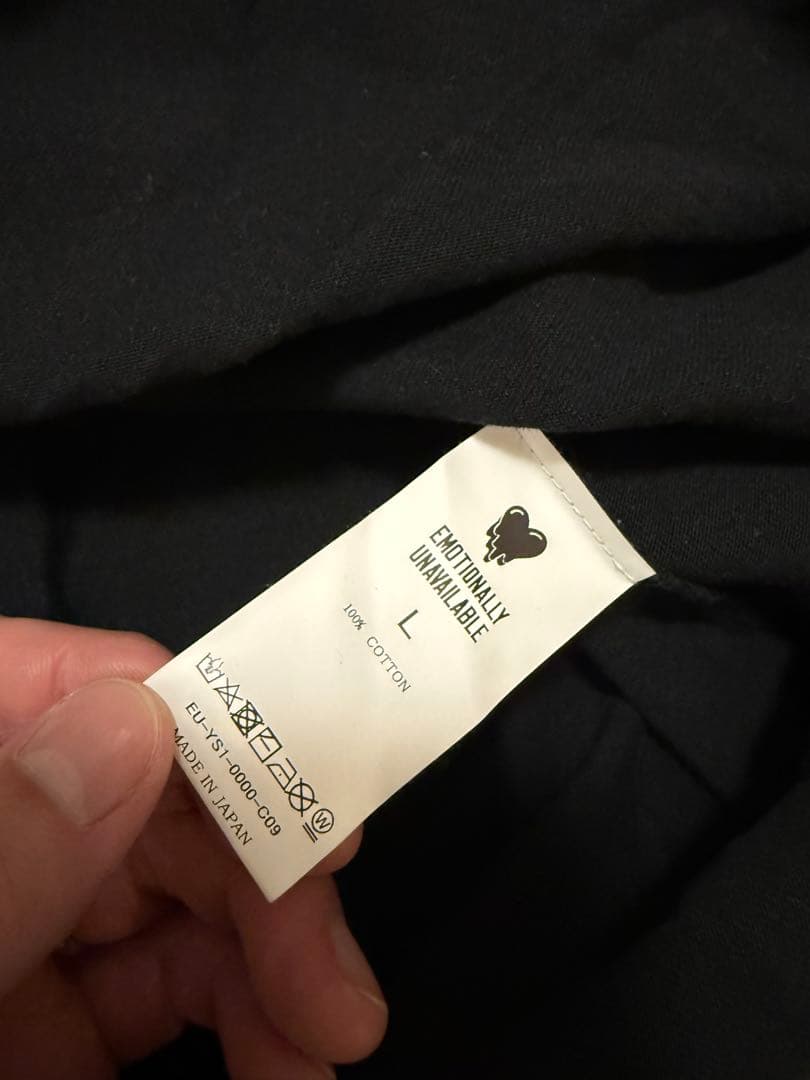 EMOTIONALLY
UNAVAILABLE
L
100% COTTON
W
EU-YS1-0000-C09
MADE IN JAPAN